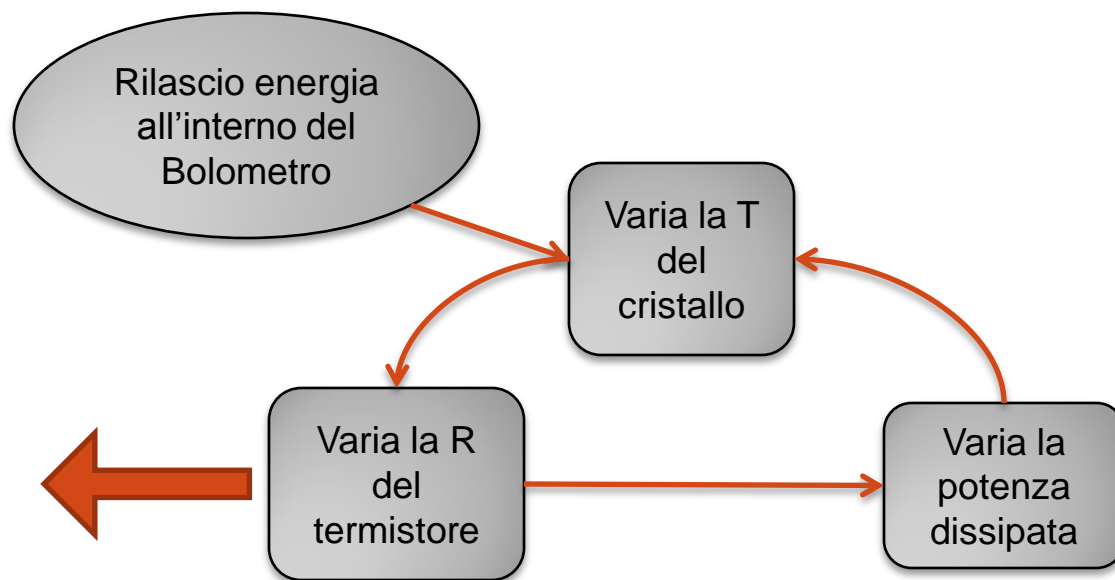 Rilascio energia
all’interno del
Bolometro
Varia la T
del
cristallo
Varia la R
del
termistore
Varia la
potenza
dissipata